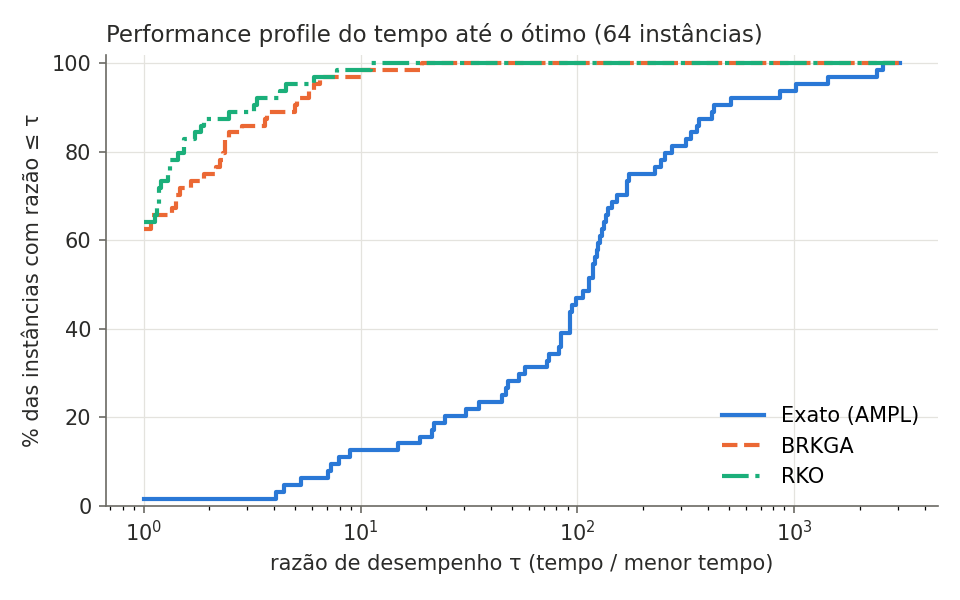 Performance profile do tempo até o ótimo (64 instâncias)
% das instâncias com razão ≤ τ
100
80
60
40
20
0
Exato (AMPL)
BRKGA
RKO
10⁰ 10¹ 10² 10³
razão de desempenho τ (tempo / menor tempo)